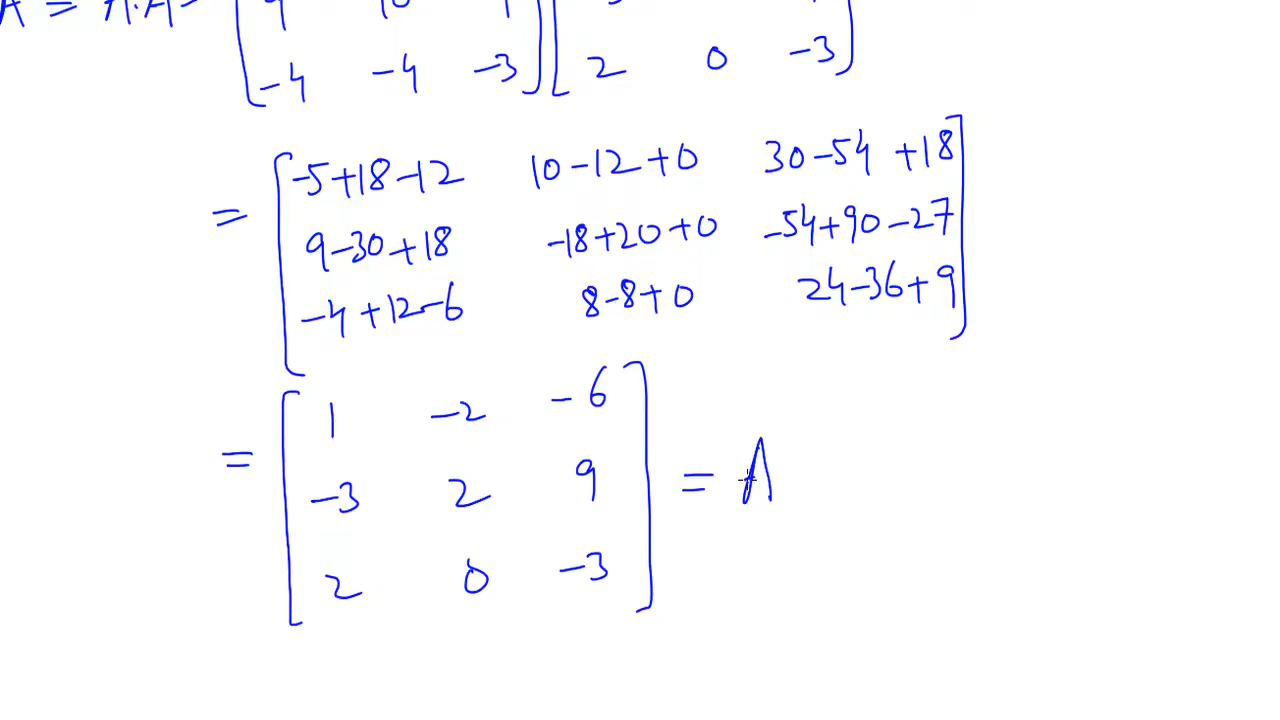 A = A.A
-4 -4 -3 2 0 -3
= -5+18-12 10-12+0 30-54+18
9-30+18 -18+20+0 -54+90-27
-4+12-6 8-8+0 24-36+9
1 -2 -6
= -3 2 9 = A
2 0 -3